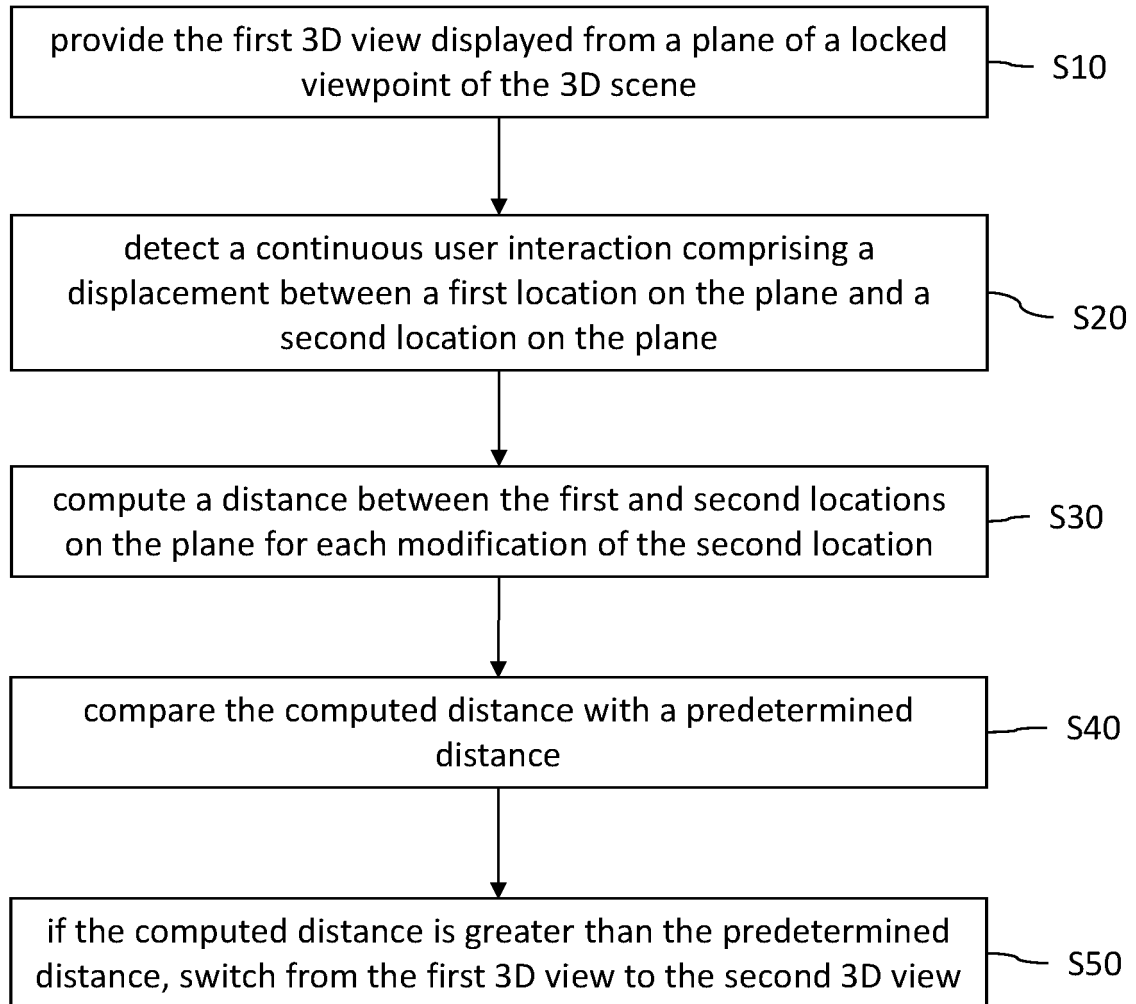 provide the first 3D view displayed from a plane of a locked
viewpoint of the 3D scene
S10
detect a continuous user interaction comprising a
displacement between a first location on the plane and a
second location on the plane
S20
compute a distance between the first and second locations
on the plane for each modification of the second location
S30
compare the computed distance with a predetermined
distance
S40
if the computed distance is greater than the predetermined
distance, switch from the first 3D view to the second 3D view
S50